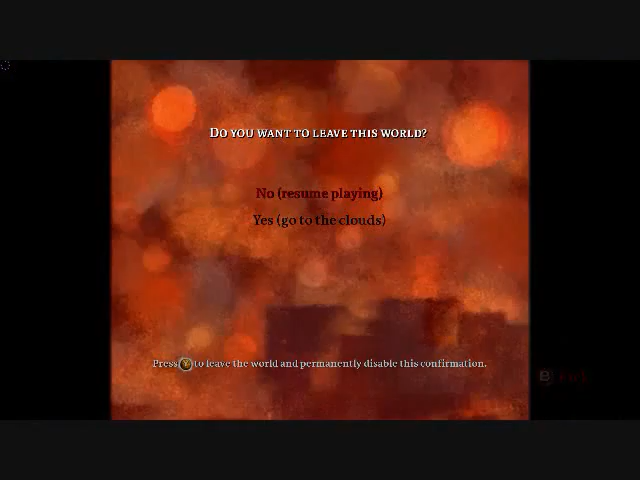 Do you want to leave this world?
No (resume playing)
Yes (go to the clouds)
Press Y to leave the world and permanently disable this confirmation.
B